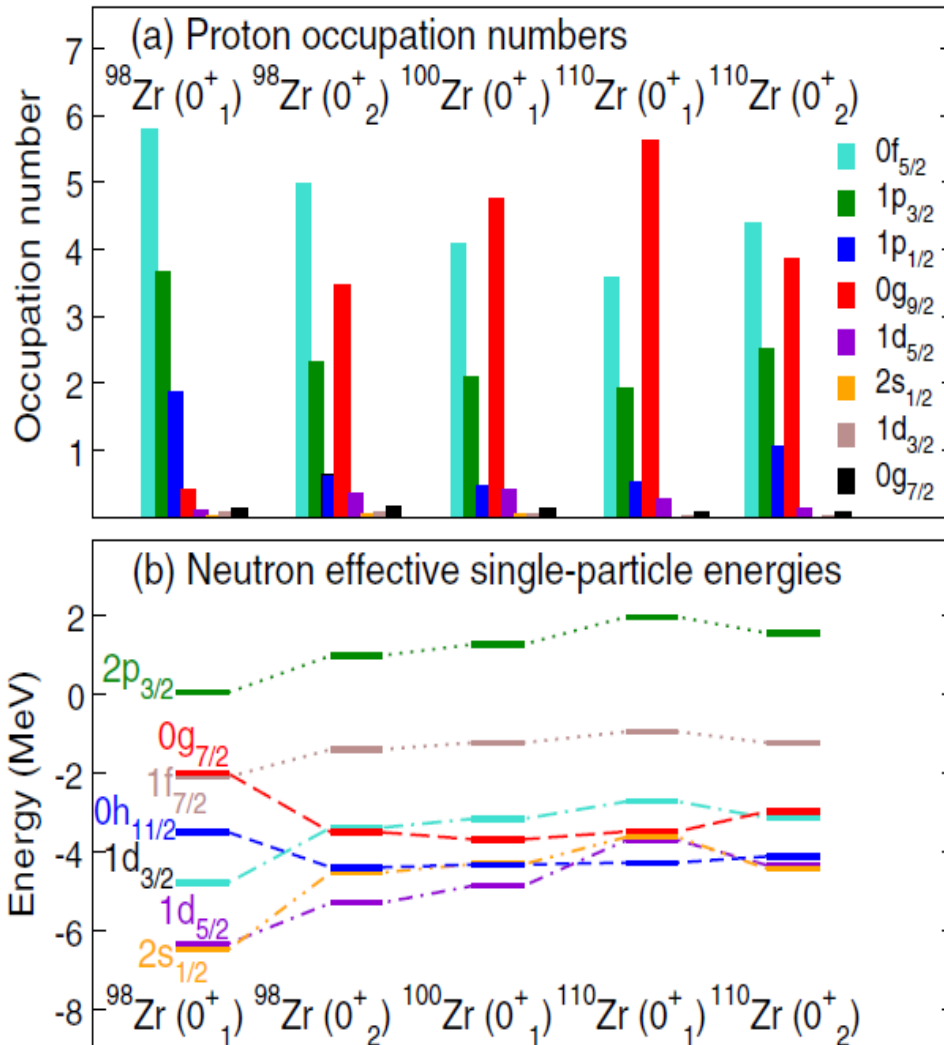 (a) Proton occupation numbers
⁹⁸Zr (0⁺₁) ⁹⁸Zr (0⁺₂) ¹⁰⁰Zr (0⁺₁) ¹¹⁰Zr (0⁺₁) ¹¹⁰Zr (0⁺₂)
Occupation number
7
6
5
4
3
2
1
0f5/2
1p3/2
1p1/2
0g9/2
1d5/2
2s1/2
1d3/2
0g7/2
(b) Neutron effective single-particle energies
Energy (MeV)
2
0
-2
-4
-6
-8
2p3/2
0g7/2
1f7/2
0h11/2
1d3/2
1d5/2
2s1/2
⁹⁸Zr (0⁺₁) ⁹⁸Zr (0⁺₂) ¹⁰⁰Zr (0⁺₁) ¹¹⁰Zr (0⁺₁) ¹¹⁰Zr (0⁺₂)